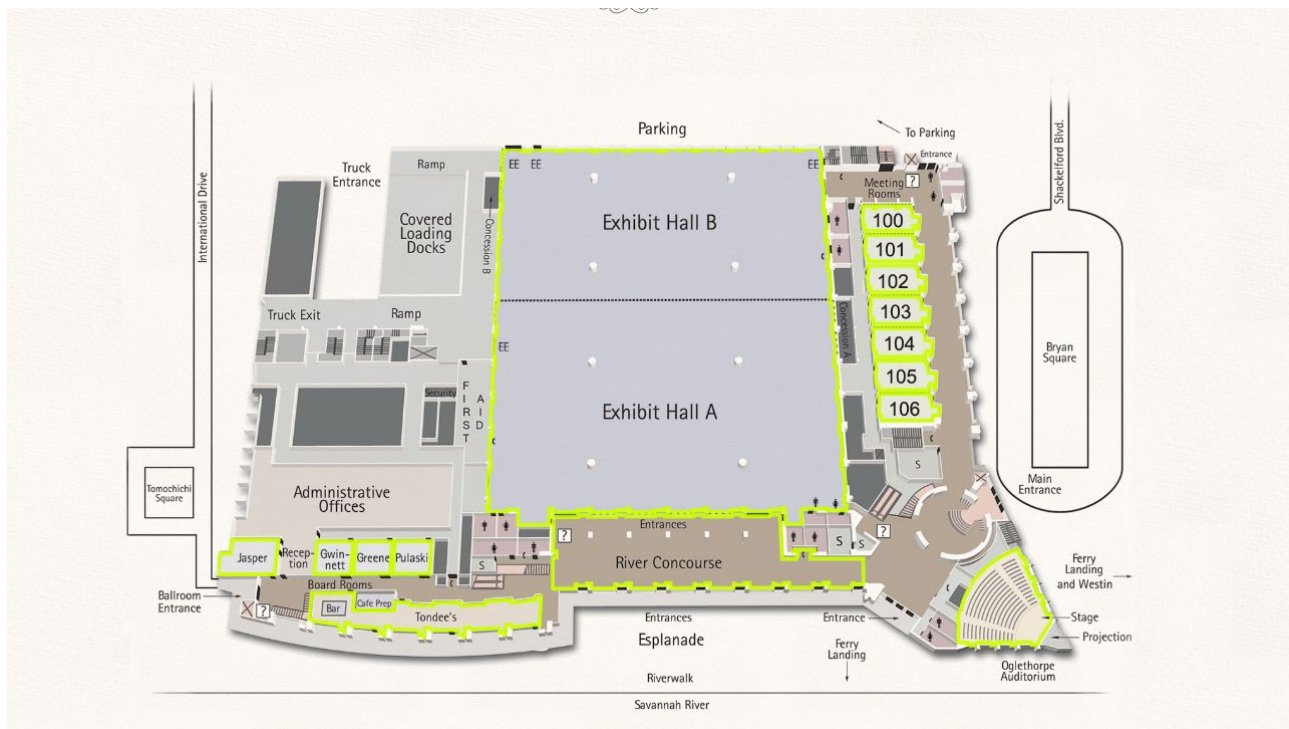 Parking
To Parking
Entrance
Truck
Entrance
Ramp
EE
EE
EE
?
Meeting
Rooms
Shackelford Blvd.
International Drive
Covered
Loading
Docks
Concession B
Exhibit Hall B
100
101
102
103
104
105
106
Concession A
Truck Exit
Ramp
EE
Bryan
Square
Security
FIRST
AID
Exhibit Hall A
S
Main
Entrance
Tomochichi
Square
Administrative
Offices
Entrances
?
S
S
?
River Concourse
Jasper
Recep-
tion
Gwin-
nett
Greene
Pulaski
S
Board Rooms
Ballroom
Entrance
?
Bar
Cafe Prep
Tondee's
Ferry
Landing
and Westin
Entrances
Entrance
Stage
Projection
Esplanade
Ferry
Landing
Oglethorpe
Auditorium
Riverwalk
Savannah River